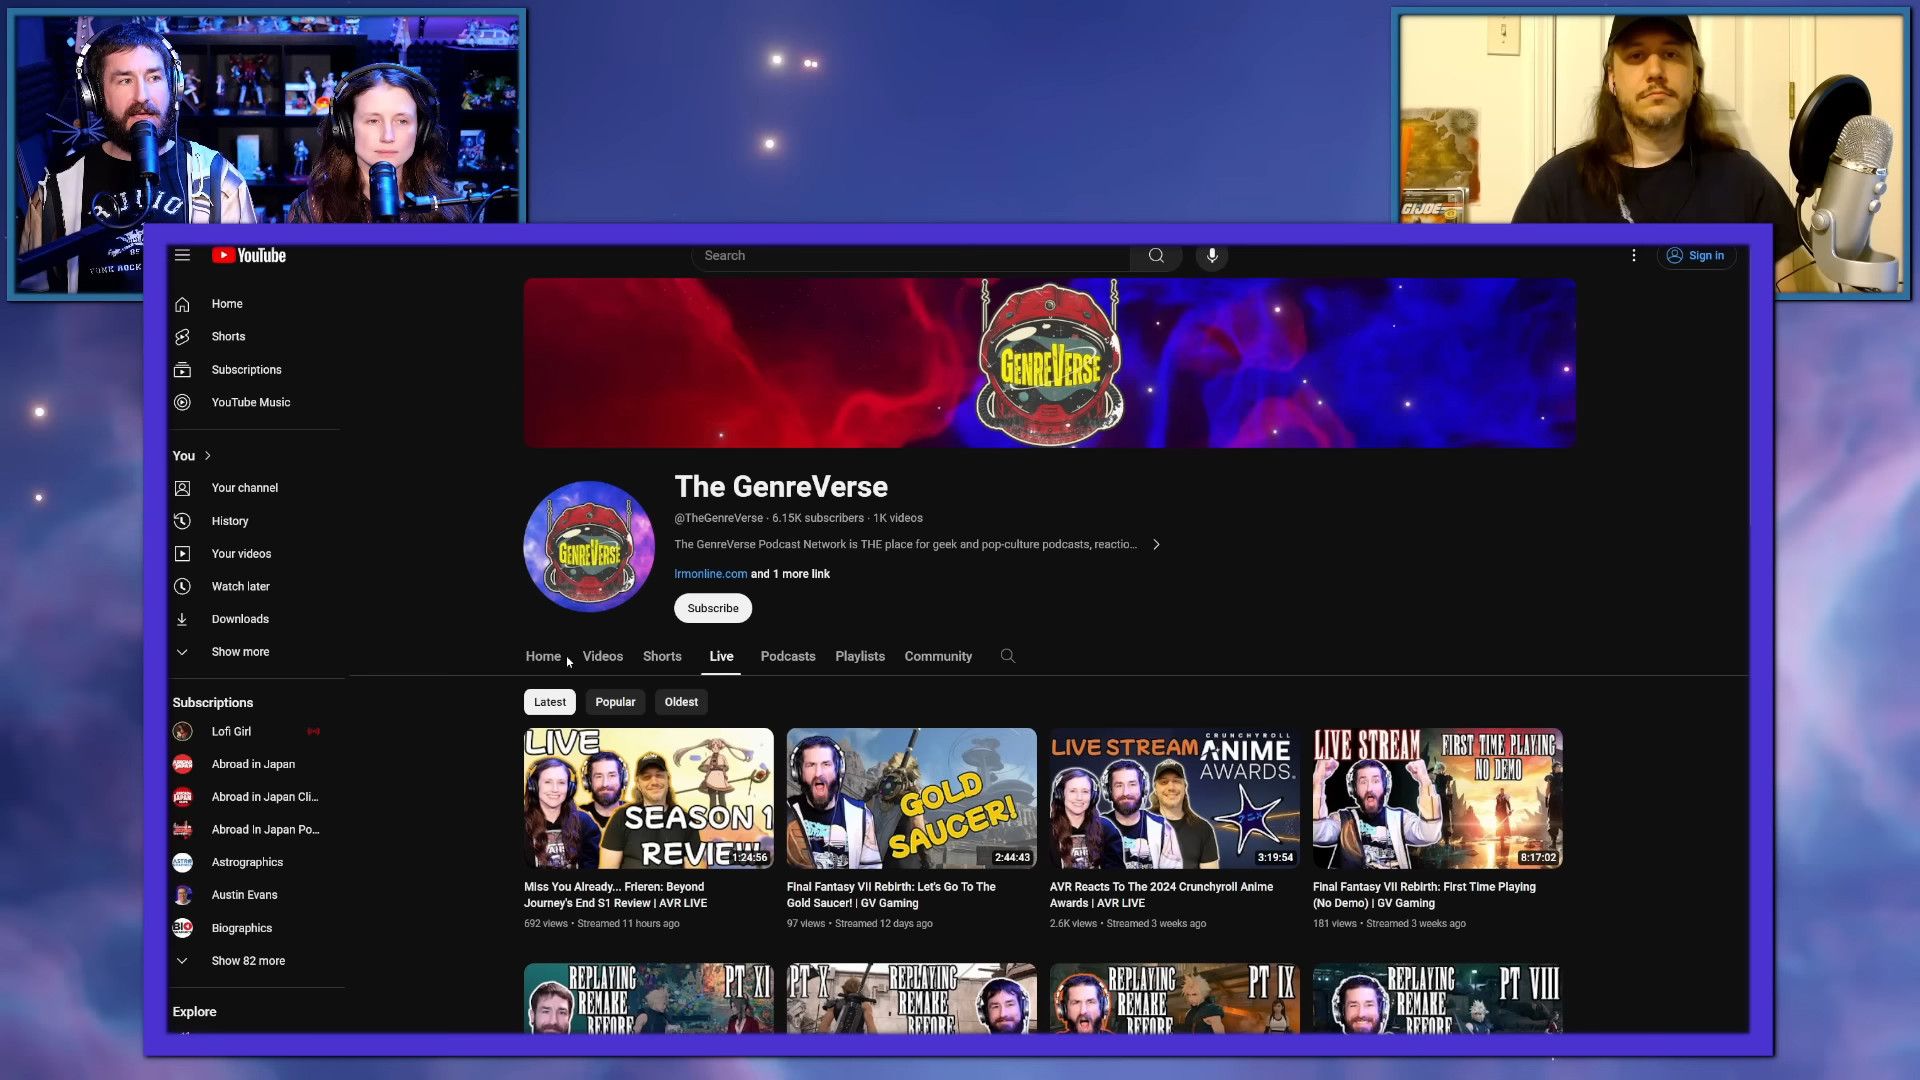 GIJOE
YouTube
Search
Sign in
Home
Shorts
Subscriptions
YouTube Music
You
Your channel
History
Your videos
Watch later
Downloads
Show more
Subscriptions
Lofi Girl
Abroad in Japan
Abroad in Japan Cli...
Abroad In Japan Po...
Astrographics
Austin Evans
Biographics
Show 82 more
Explore
GENREVERSE
GENREVERSE
The GenreVerse
@TheGenreVerse · 6.15K subscribers · 1K videos
The GenreVerse Podcast Network is THE place for geek and pop-culture podcasts, reactio...
lrmonline.com and 1 more link
Subscribe
Home
Videos
Shorts
Live
Podcasts
Playlists
Community
Latest
Popular
Oldest
LIVE
SEASON 1
REVIEW
1:24:56
Miss You Already... Frieren: Beyond
Journey's End S1 Review | AVR LIVE
692 views • Streamed 11 hours ago
GOLD
SAUCER!
2:44:43
Final Fantasy VII Rebirth: Let's Go To The
Gold Saucer! | GV Gaming
97 views • Streamed 12 days ago
LIVE STREAM
CRUNCHYROLL
ANIME
AWARDS
3:19:54
AVR Reacts To The 2024 Crunchyroll Anime
Awards | AVR LIVE
2.6K views • Streamed 3 weeks ago
LIVE STREAM
FIRST TIME PLAYING
NO DEMO
8:17:02
Final Fantasy VII Rebirth: First Time Playing
(No Demo) | GV Gaming
181 views • Streamed 3 weeks ago
REPLAYING
REMAKE
BEFORE
PT XI
PT X
REPLAYING
REMAKE
BEFORE
REPLAYING
REMAKE
BEFORE
PT IX
REPLAYING
REMAKE
BEFORE
PT VIII